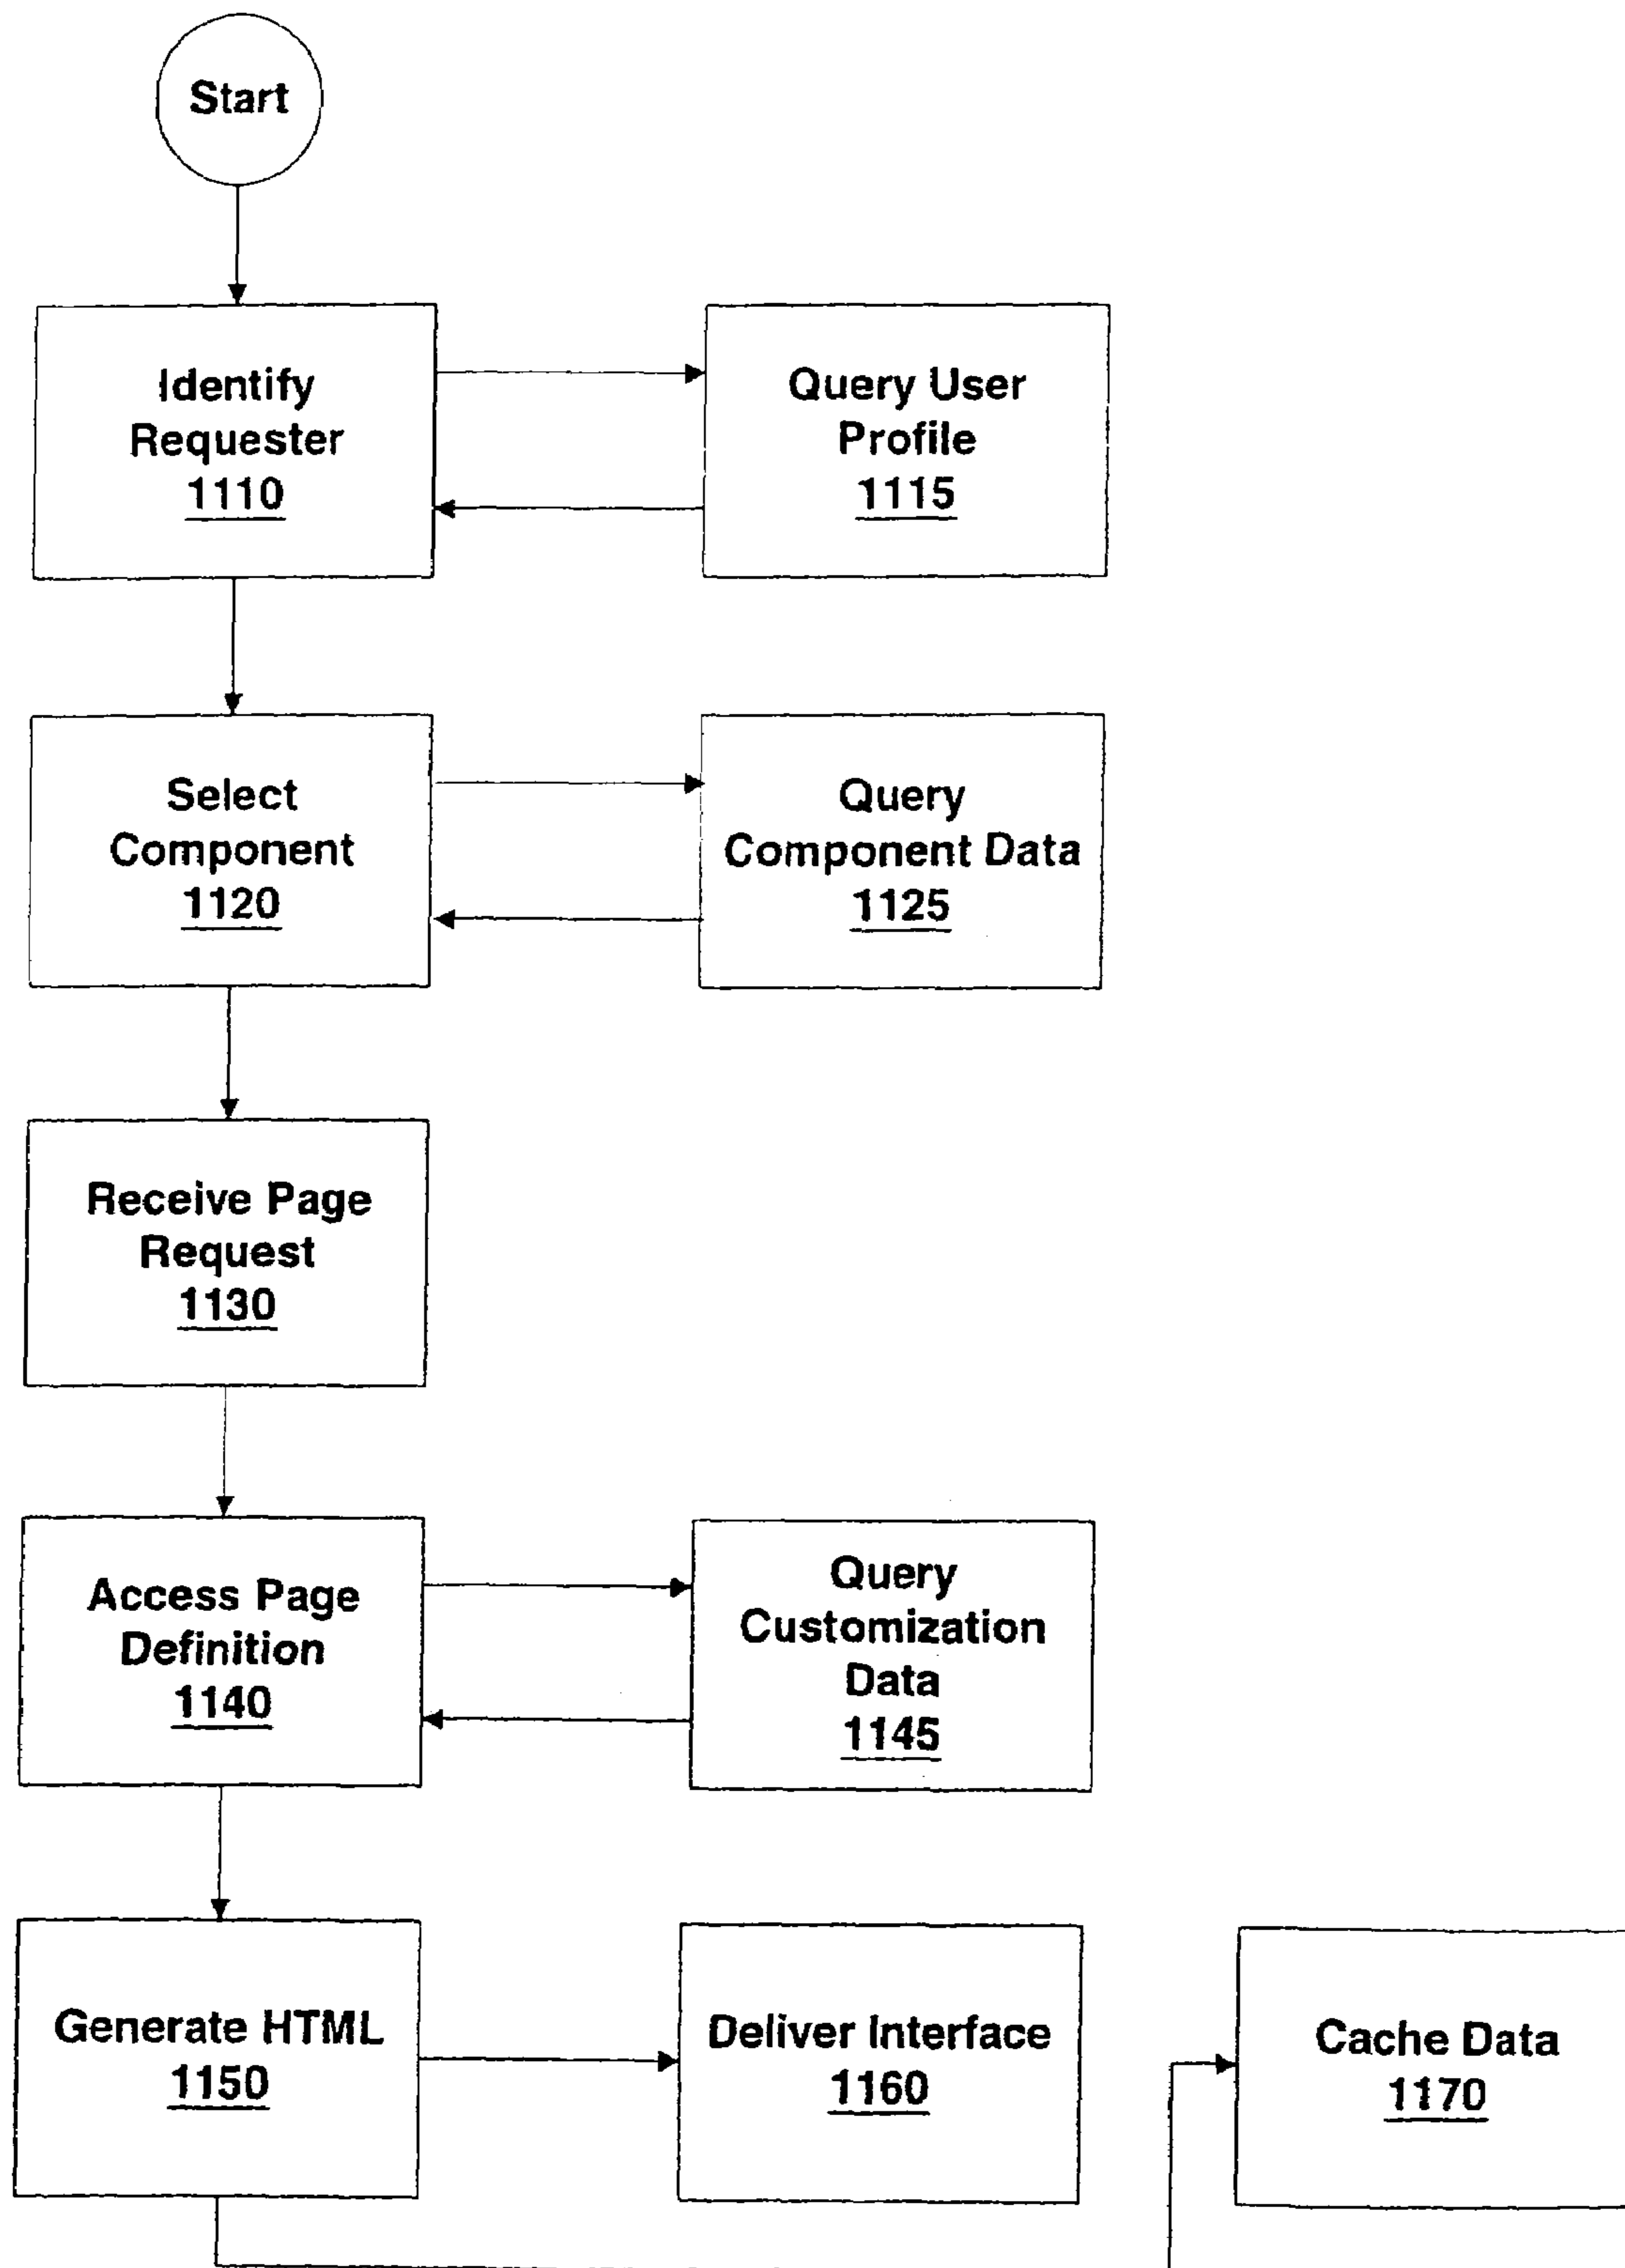 Start
Identify
Requester
1110
Query User
Profile
1115
Select
Component
1120
Query
Component Data
1125
Receive Page
Request
1130
Access Page
Definition
1140
Query
Customization
Data
1145
Generate HTML
1150
Deliver Interface
1160
Cache Data
1170